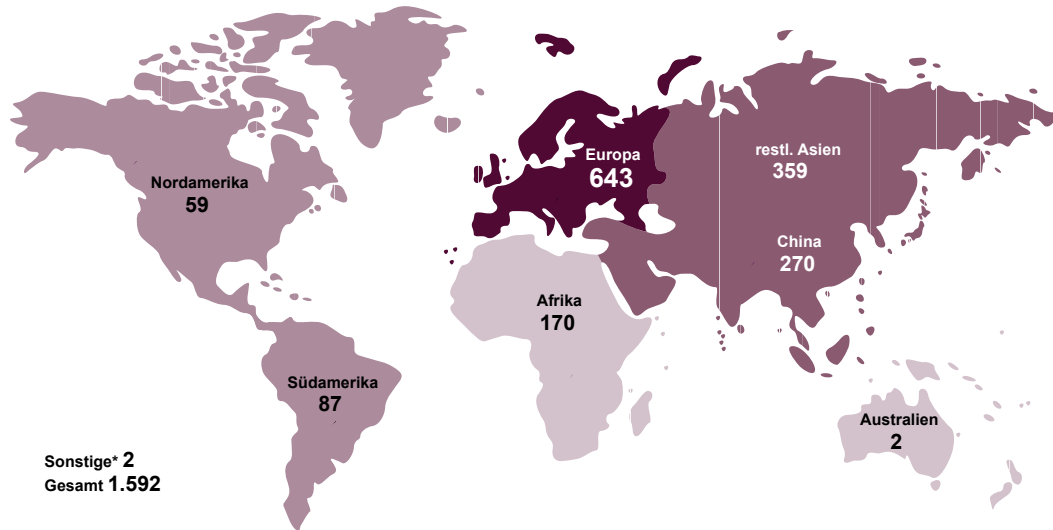 Europa
643
restl. Asien
359
Nordamerika
59
China
270
Afrika
170
Südamerika
87
Australien
2
Sonstige* 2
Gesamt 1.592